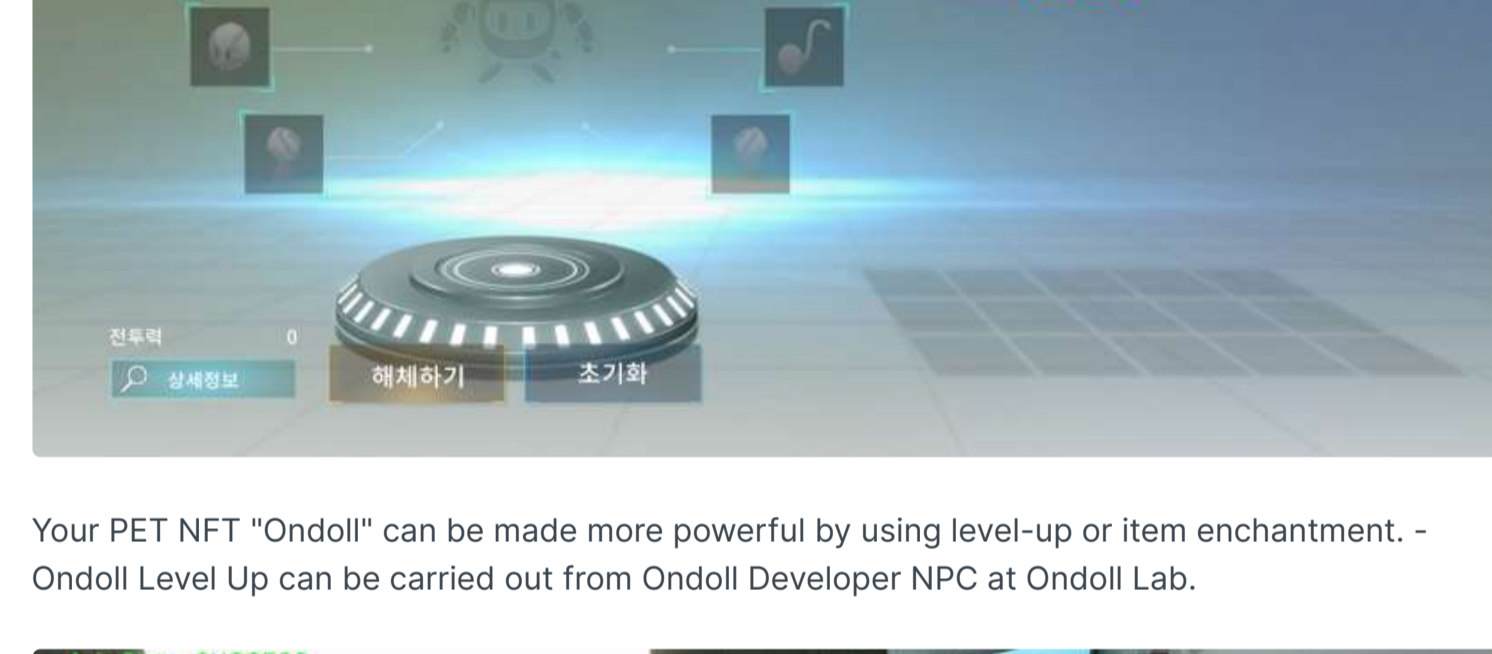 전투력 0
상세정보
해체하기
초기화
Your PET NFT "Ondoll" can be made more powerful by using level-up or item enchantment. -
Ondoll Level Up can be carried out from Ondoll Developer NPC at Ondoll Lab.